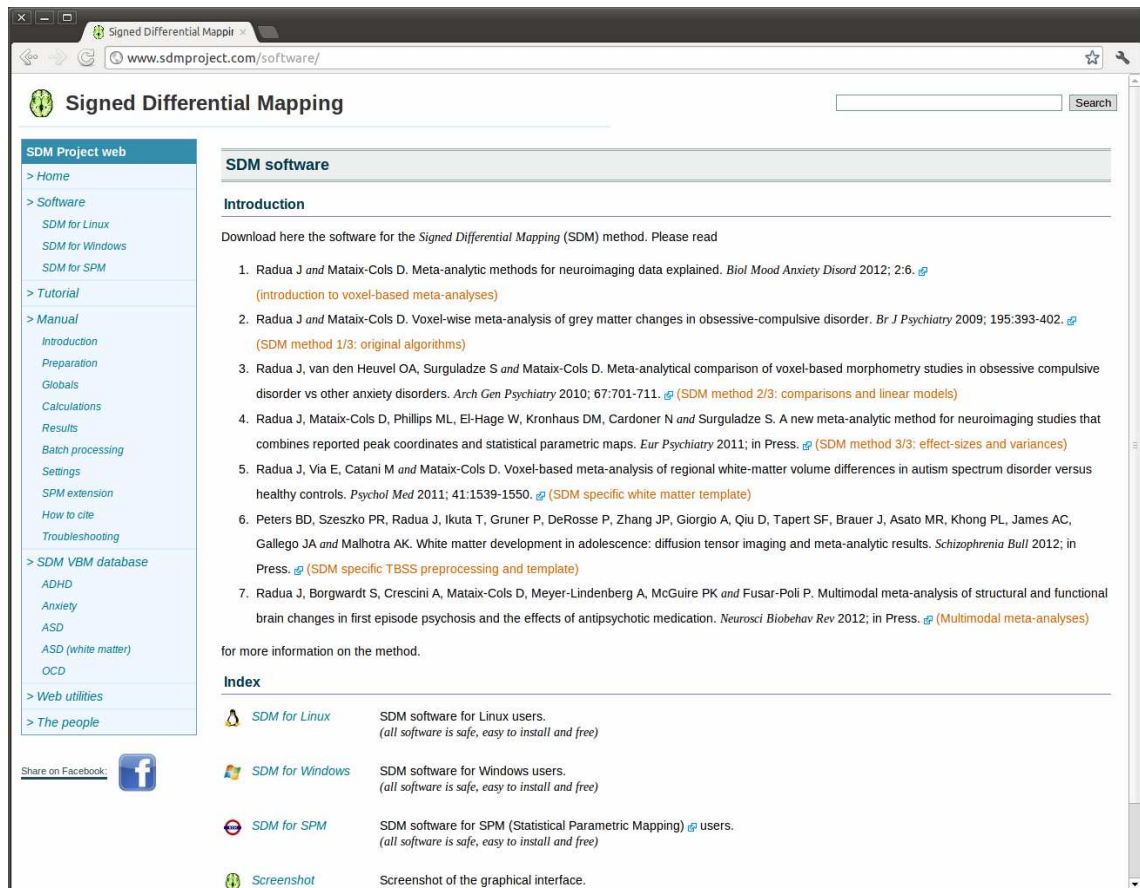 Signed Differential Mappir
www.sdmproject.com/software/
Signed Differential Mapping
Search
SDM Project web
> Home
> Software
SDM for Linux
SDM for Windows
SDM for SPM
> Tutorial
> Manual
Introduction
Preparation
Globals
Calculations
Results
Batch processing
Settings
SPM extension
How to cite
Troubleshooting
> SDM VBM database
ADHD
Anxiety
ASD
ASD (white matter)
OCD
> Web utilities
> The people
Share on Facebook:
SDM software
Introduction
Download here the software for the Signed Differential Mapping (SDM) method. Please read
1. Radua J and Mataix-Cols D. Meta-analytic methods for neuroimaging data explained. Biol Mood Anxiety Disord 2012; 2:6.
(introduction to voxel-based meta-analyses)
2. Radua J and Mataix-Cols D. Voxel-wise meta-analysis of grey matter changes in obsessive-compulsive disorder. Br J Psychiatry 2009; 195:393-402.
(SDM method 1/3: original algorithms)
3. Radua J, van den Heuvel OA, Surguladze S and Mataix-Cols D. Meta-analytical comparison of voxel-based morphometry studies in obsessive compulsive
disorder vs other anxiety disorders. Arch Gen Psychiatry 2010; 67:701-711. (SDM method 2/3: comparisons and linear models)
4. Radua J, Mataix-Cols D, Phillips ML, El-Hage W, Kronhaus DM, Cardoner N and Surguladze S. A new meta-analytic method for neuroimaging studies that
combines reported peak coordinates and statistical parametric maps. Eur Psychiatry 2011; in Press. (SDM method 3/3: effect-sizes and variances)
5. Radua J, Via E, Catani M and Mataix-Cols D. Voxel-based meta-analysis of regional white-matter volume differences in autism spectrum disorder versus
healthy controls. Psychol Med 2011; 41:1539-1550. (SDM specific white matter template)
6. Peters BD, Szeszko PR, Radua J, Ikuta T, Gruner P, DeRosse P, Zhang JP, Giorgio A, Qiu D, Tapert SF, Brauer J, Asato MR, Khong PL, James AC,
Gallego JA and Malhotra AK. White matter development in adolescence: diffusion tensor imaging and meta-analytic results. Schizophrenia Bull 2012; in
Press. (SDM specific TBSS preprocessing and template)
7. Radua J, Borgwardt S, Crescini A, Mataix-Cols D, Meyer-Lindenberg A, McGuire PK and Fusar-Poli P. Multimodal meta-analysis of structural and functional
brain changes in first episode psychosis and the effects of antipsychotic medication. Neurosci Biobehav Rev 2012; in Press. (Multimodal meta-analyses)
for more information on the method.
Index
SDM for Linux SDM software for Linux users.
(all software is safe, easy to install and free)
SDM for Windows SDM software for Windows users.
(all software is safe, easy to install and free)
SDM for SPM SDM software for SPM (Statistical Parametric Mapping) users.
(all software is safe, easy to install and free)
Screenshot Screenshot of the graphical interface.